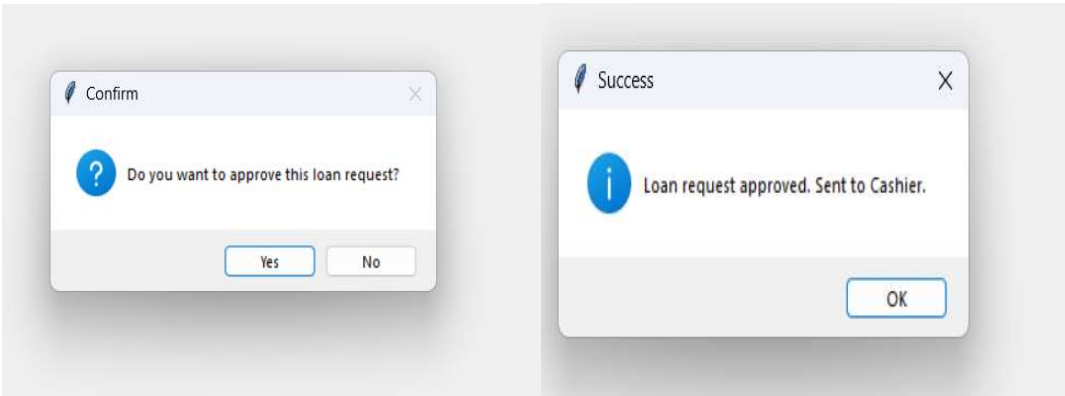 Confirm
Do you want to approve this loan request?
Yes No
Success
Loan request approved. Sent to Cashier.
OK